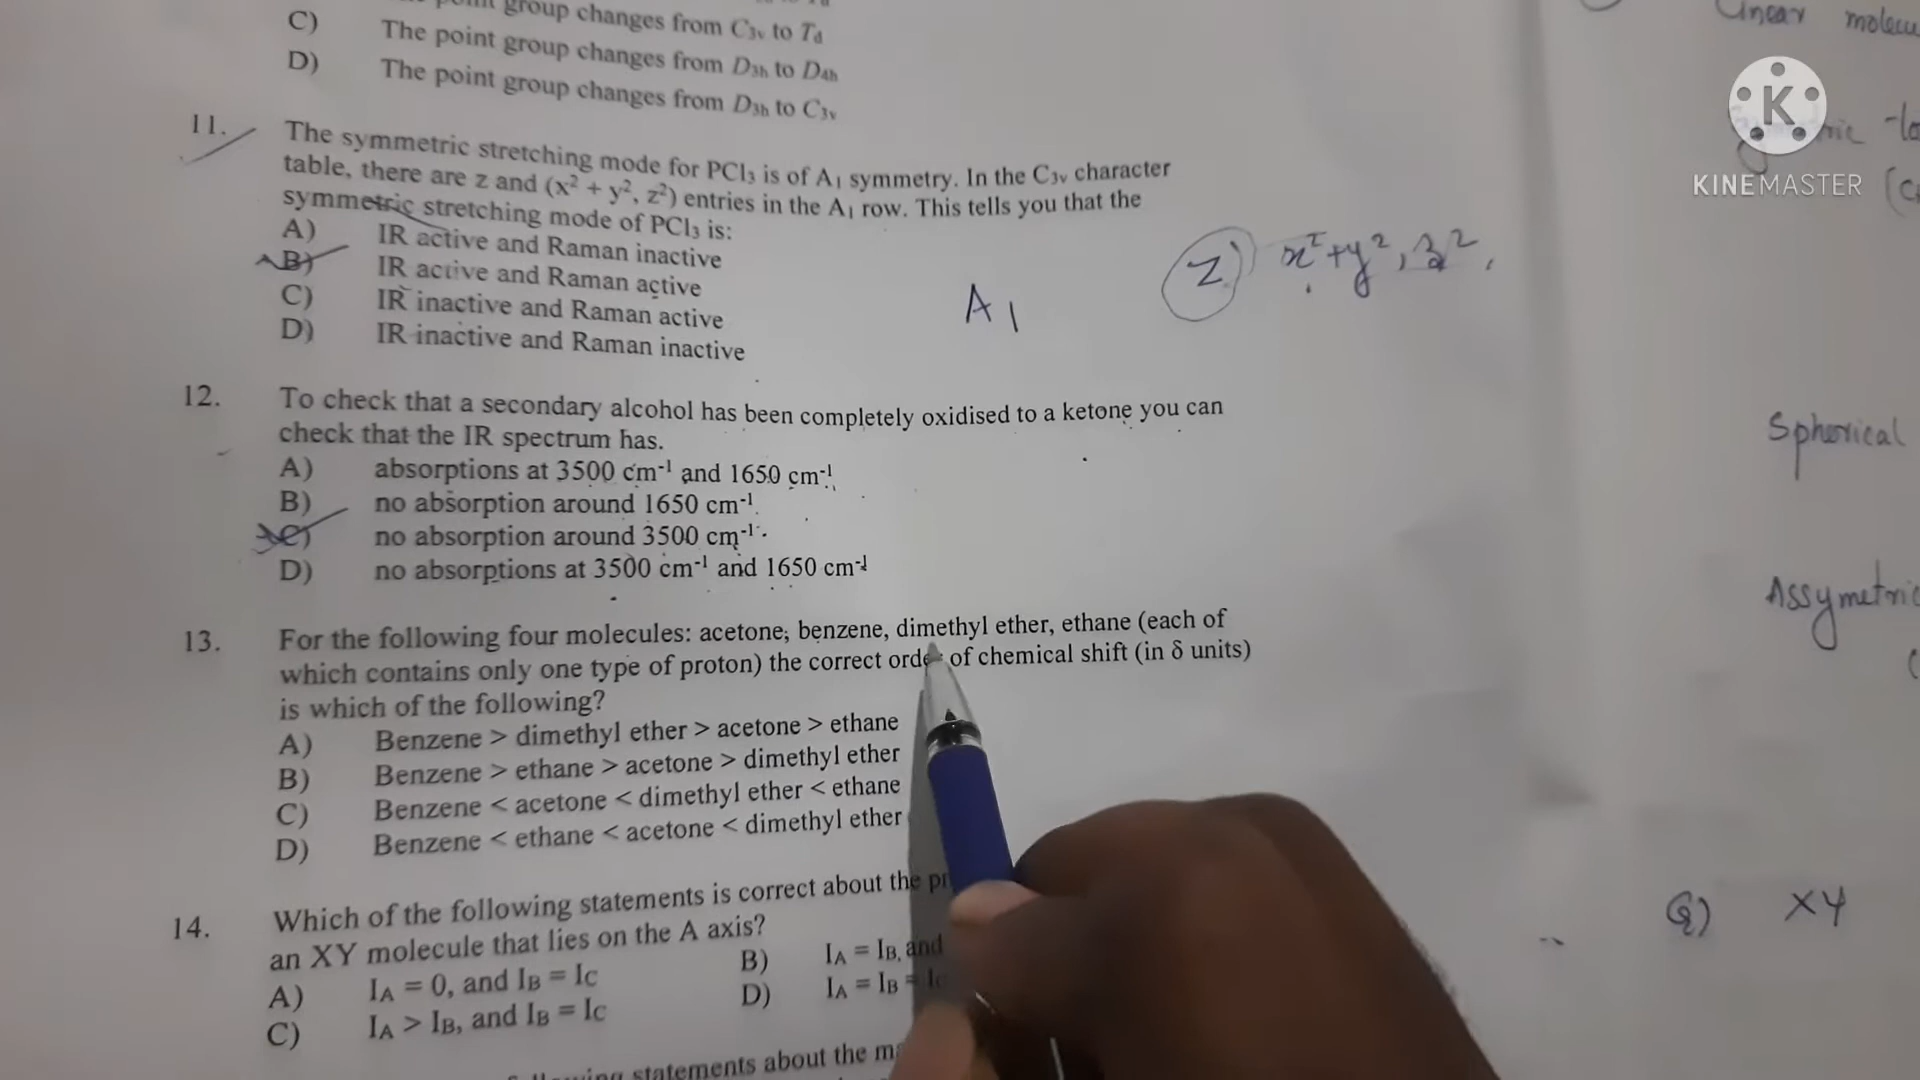 group changes from C3v to Td
C) The point group changes from D3h to D4h
D) The point group changes from D3h to C3v
11. The symmetric stretching mode for PCl3 is of A1 symmetry. In the C3v character
table, there are z and (x² + y², z²) entries in the A1 row. This tells you that the
symmetric stretching mode of PCl3 is:
A) IR active and Raman inactive
B) IR active and Raman active
C) IR inactive and Raman active
D) IR inactive and Raman inactive
A1 z) x²+y², z²,
12. To check that a secondary alcohol has been completely oxidised to a ketone you can
check that the IR spectrum has.
A) absorptions at 3500 cm⁻¹ and 1650 cm⁻¹.
B) no absorption around 1650 cm⁻¹.
C) no absorption around 3500 cm⁻¹.
D) no absorptions at 3500 cm⁻¹ and 1650 cm⁻¹
13. For the following four molecules: acetone, benzene, dimethyl ether, ethane (each of
which contains only one type of proton) the correct of chemical shift (in δ units)
is which of the following?
A) Benzene > dimethyl ether > acetone > ethane
B) Benzene > ethane > acetone > dimethyl ether
C) Benzene < acetone < dimethyl ether < ethane
D) Benzene < ethane < acetone < dimethyl ether
14. Which of the following statements is correct about the
an XY molecule that lies on the A axis?
A) IA = 0, and IB = IC
B) IA = IB, and
C) IA > IB, and IB = IC
D) IA = IB = IC
statements about the
Linear
K
KINEMASTER
Spherical
Assymetric
Q) XY